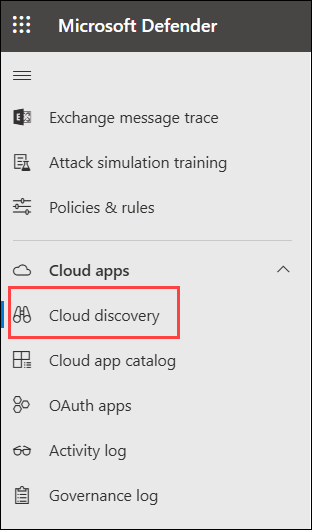 Microsoft Defender
Exchange message trace
Attack simulation training
Policies & rules
Cloud apps
Cloud discovery
Cloud app catalog
OAuth apps
Activity log
Governance log